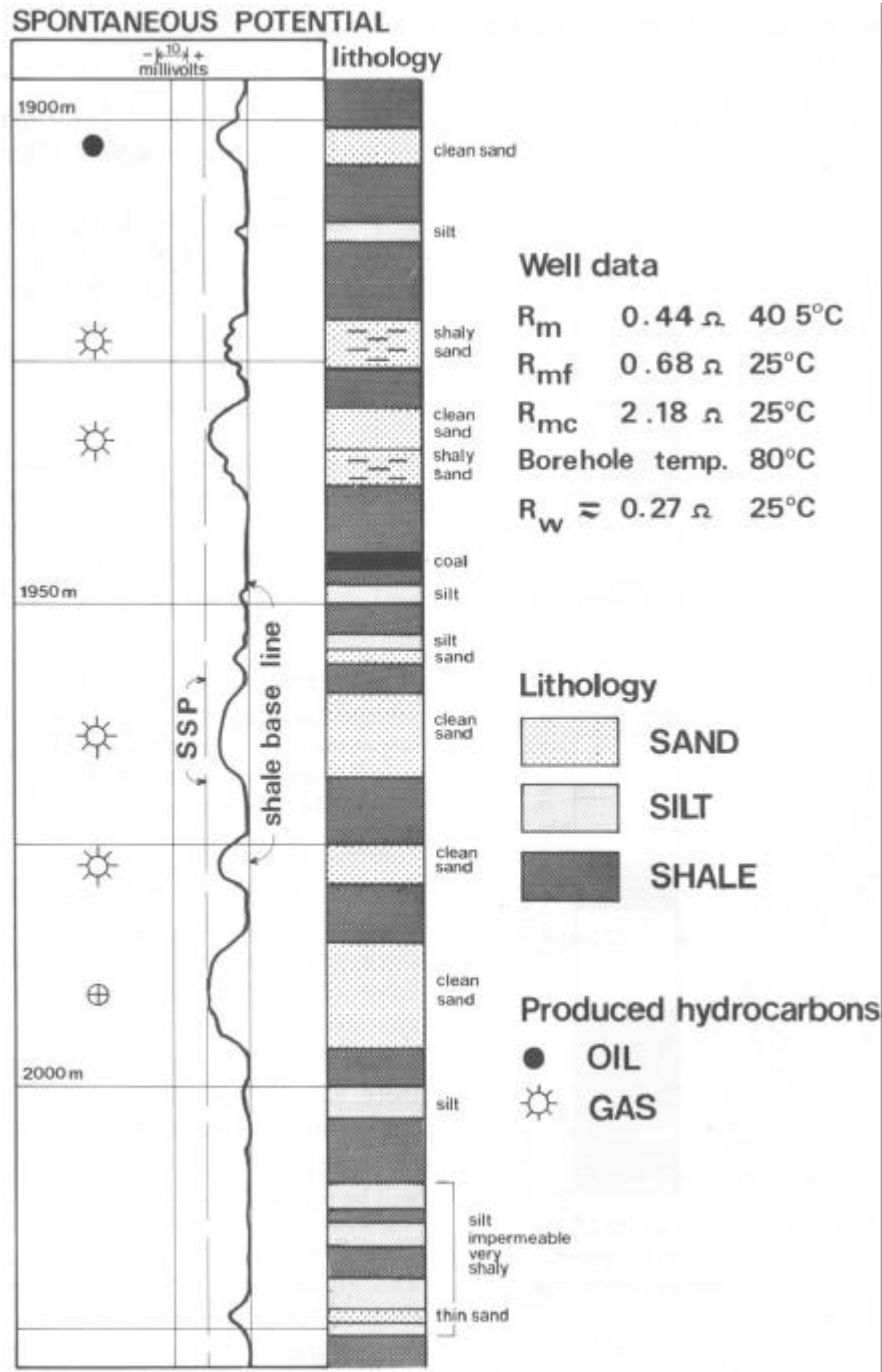 SPONTANEOUS POTENTIAL
- 10 +
millivolts
lithology
1900m
clean sand
silt
shaly
sand
clean
sand
shaly
sand
coal
1950m
silt
silt
sand
SSP
shale base line
clean
sand
clean
sand
clean
sand
2000m
silt
silt
impermeable
very
shaly
thin sand
Well data
Rm 0.44 Ω 40 5°C
Rmf 0.68 Ω 25°C
Rmc 2.18 Ω 25°C
Borehole temp. 80°C
Rw ≂ 0.27 Ω 25°C
Lithology
SAND
SILT
SHALE
Produced hydrocarbons
OIL
GAS